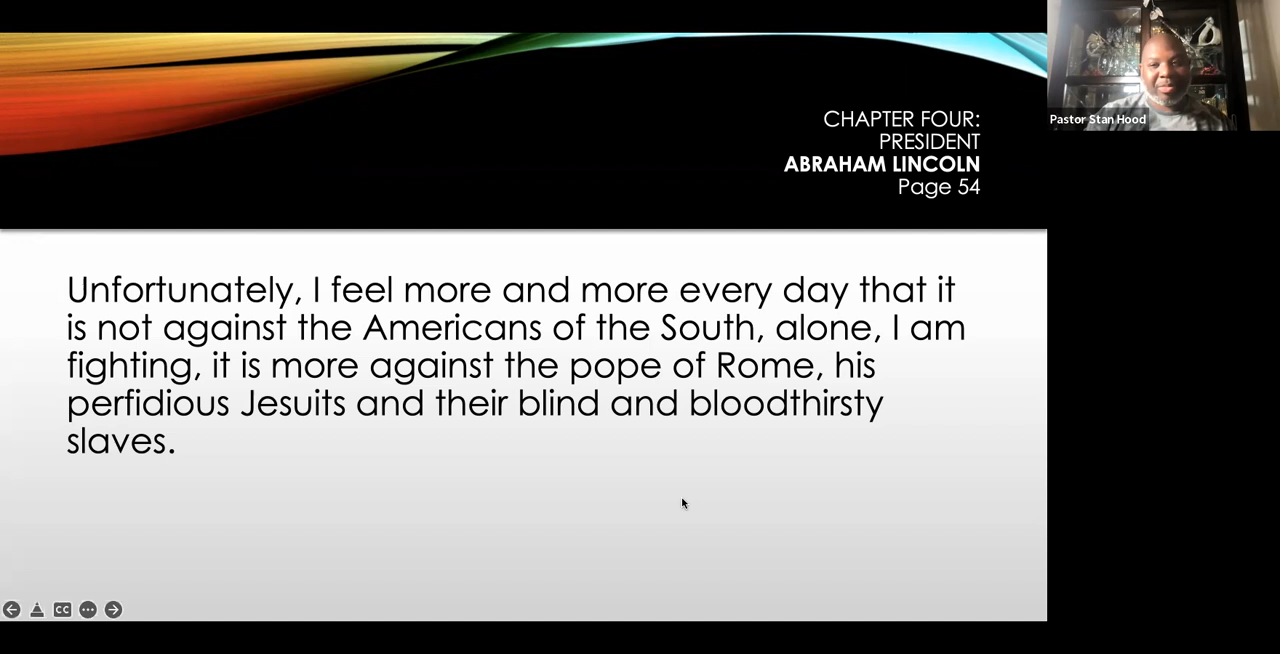 CHAPTER FOUR:
PRESIDENT
ABRAHAM LINCOLN
Page 54
Pastor Stan Hood
Unfortunately, I feel more and more every day that it
is not against the Americans of the South, alone, I am
fighting, it is more against the pope of Rome, his
perfidious Jesuits and their blind and bloodthirsty
slaves.
CC